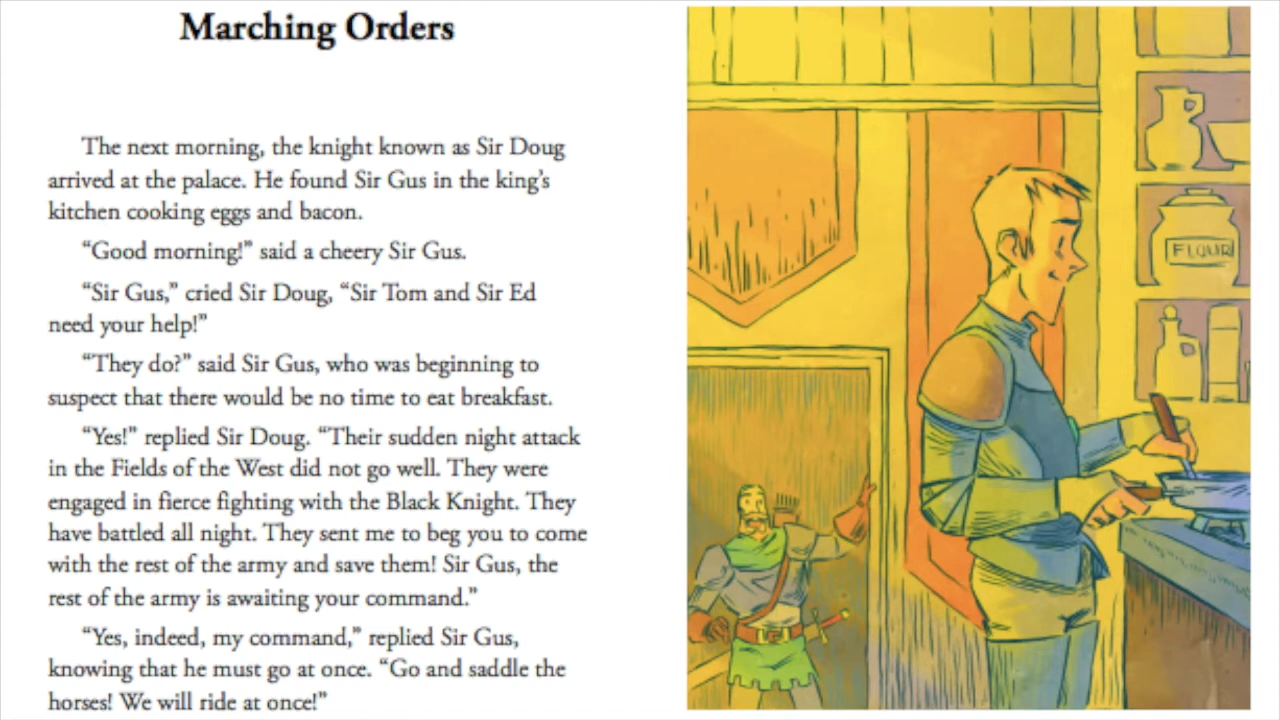 Marching Orders
The next morning, the knight known as Sir Doug
arrived at the palace. He found Sir Gus in the king’s
kitchen cooking eggs and bacon.
“Good morning!” said a cheery Sir Gus.
“Sir Gus,” cried Sir Doug, “Sir Tom and Sir Ed
need your help!”
“They do?” said Sir Gus, who was beginning to
suspect that there would be no time to eat breakfast.
“Yes!” replied Sir Doug. “Their sudden night attack
in the Fields of the West did not go well. They were
engaged in fierce fighting with the Black Knight. They
have battled all night. They sent me to beg you to come
with the rest of the army and save them! Sir Gus, the
rest of the army is awaiting your command.”
“Yes, indeed, my command,” replied Sir Gus,
knowing that he must go at once. “Go and saddle the
horses! We will ride at once!”
FLOUR